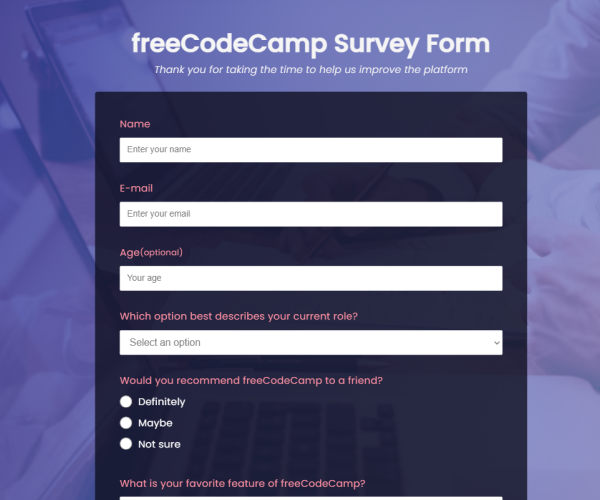 freeCodeCamp Survey Form
Thank you for taking the time to help us improve the platform
Name
Enter your name
E-mail
Enter your email
Age(optional)
Your age
Which option best describes your current role?
Select an option
Would you recommend freeCodeCamp to a friend?
Definitely
Maybe
Not sure
What is your favorite feature of freeCodeCamp?